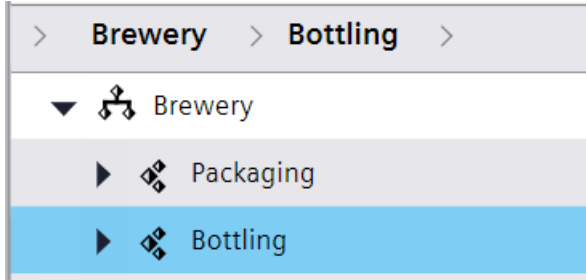 > Brewery > Bottling >
Brewery
Packaging
Bottling